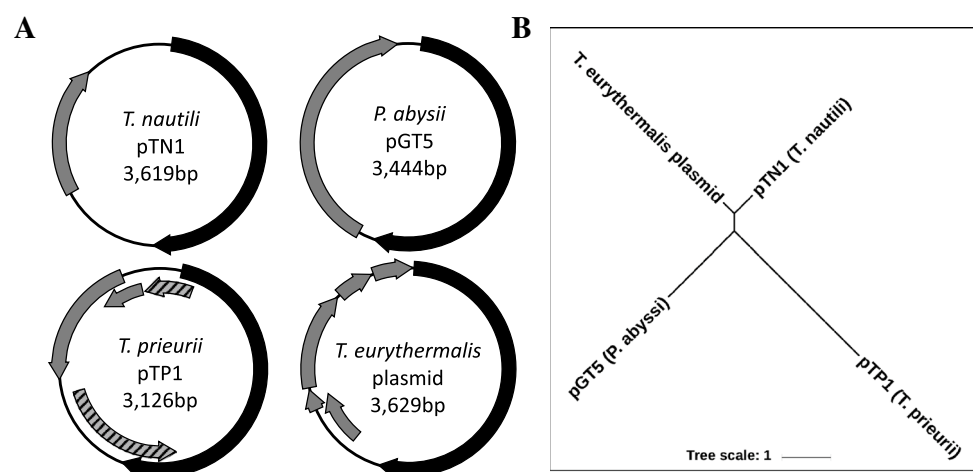 A
T. nautili
pTN1
3,619bp
P. abysii
pGT5
3,444bp
T. prieurii
pTP1
3,126bp
T. eurythermalis
plasmid
3,629bp
B
T. eurythermalis plasmid
pTN1 (T. nautili)
pGT5 (P. abyssi)
pTP1 (T. prieurii)
Tree scale: 1